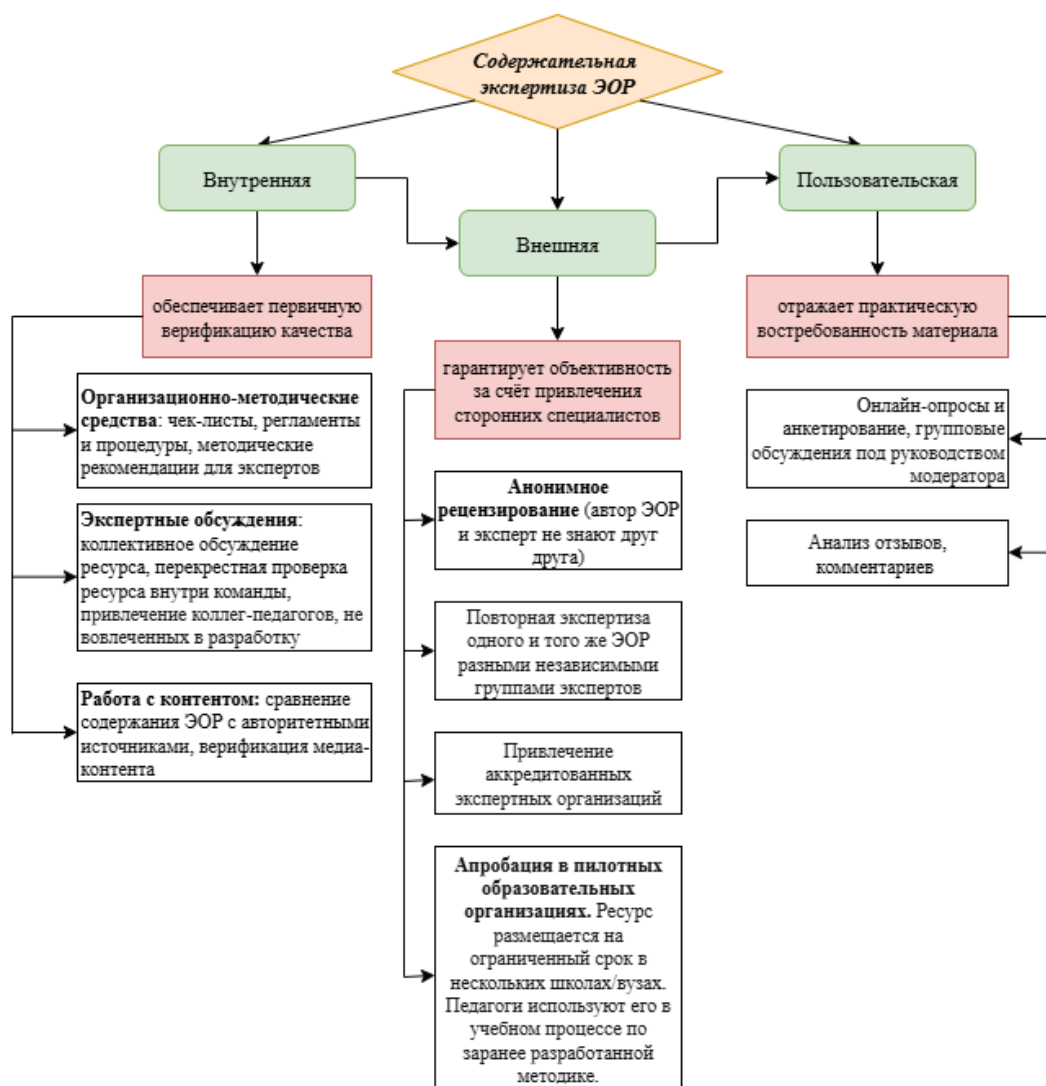 Содержательная
экспертиза ЭОР
Внутренняя
Внешняя
Пользовательская
обеспечивает первичную
верификацию качества
Организационно-методические
средства: чек-листы, регламенты
и процедуры, методические
рекомендации для экспертов
Экспертные обсуждения:
коллективное обсуждение
ресурса, перекрестная проверка
ресурса внутри команды,
привлечение коллег-педагогов, не
вовлеченных в разработку
Работа с контентом: сравнение
содержания ЭОР с авторитетными
источниками, верификация медиа-
контента
гарантирует объективность
за счёт привлечения
сторонних специалистов
Анонимное
рецензирование (автор ЭОР
и эксперт не знают друг
друга)
Повторная экспертиза
одного и того же ЭОР
разными независимыми
группами экспертов
Привлечение
аккредитованных
экспертных организаций
Апробация в пилотных
образовательных
организациях. Ресурс
размещается на
ограниченный срок в
нескольких школах/вузах.
Педагоги используют его в
учебном процессе по
заранее разработанной
методике.
отражает практическую
востребованность материала
Онлайн-опросы и
анкетирование, групповые
обсуждения под руководством
модератора
Анализ отзывов,
комментариев